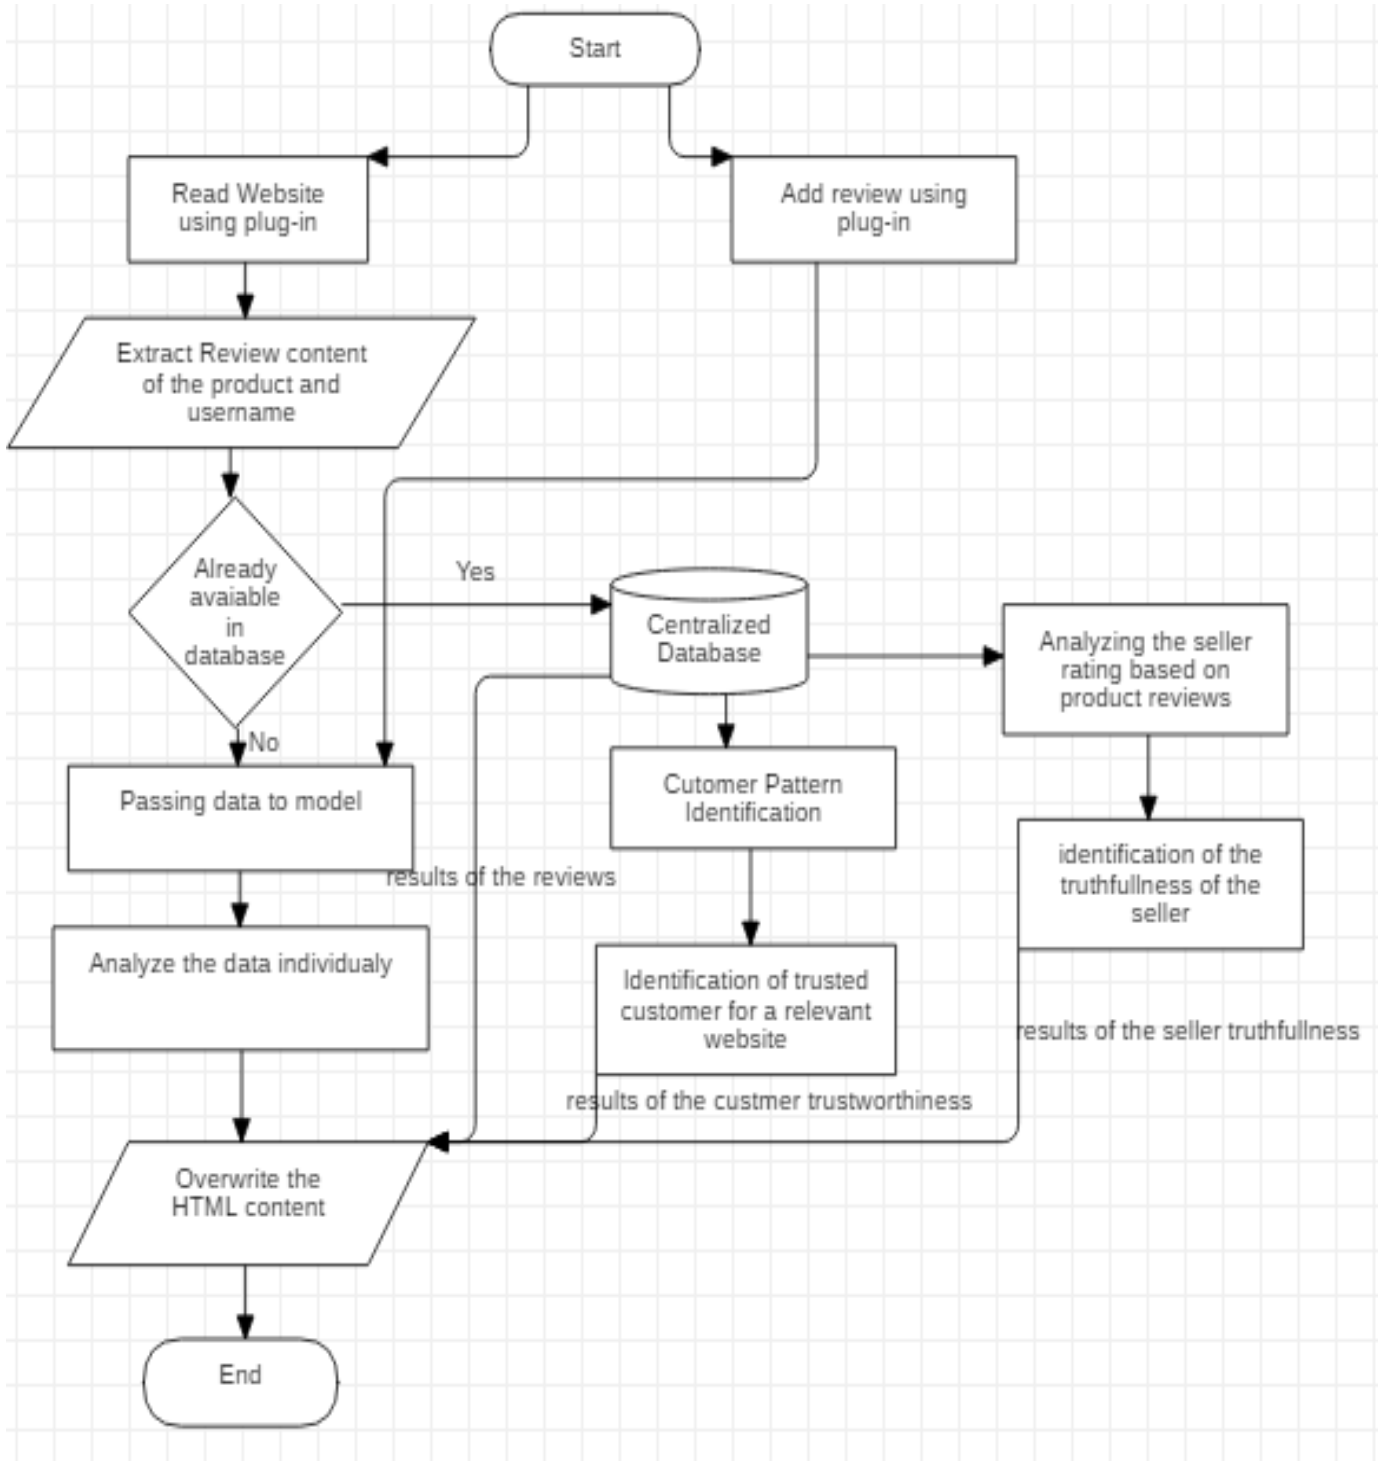 Start
Read Website
using plug-in
Add review using
plug-in
Extract Review content
of the product and
username
Already
avaiable
in
database
Yes
Centralized
Database
Analyzing the seller
rating based on
product reviews
No
Passing data to model
Cutomer Pattern
Identification
results of the reviews
identification of the
truthfullness of the
seller
Analyze the data individualy
Identification of trusted
customer for a relevant
website
results of the seller truthfullness
results of the custmer trustworthiness
Overwrite the
HTML content
End